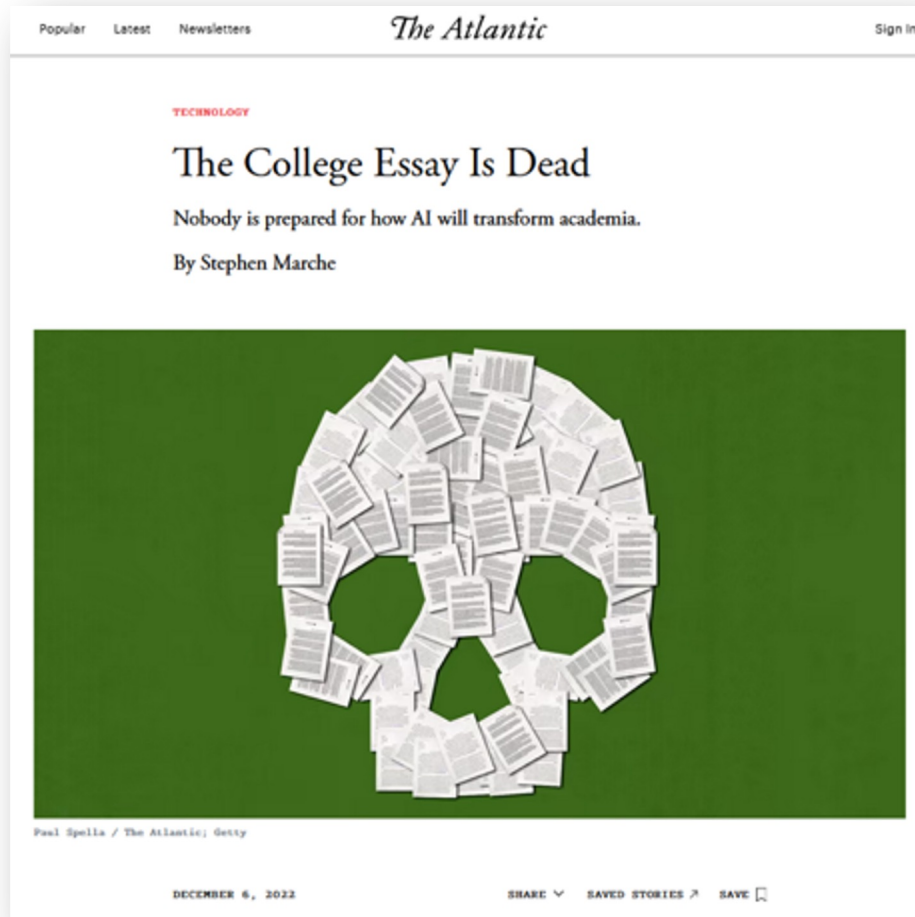 Popular Latest Newsletters The Atlantic Sign In
TECHNOLOGY
The College Essay Is Dead
Nobody is prepared for how AI will transform academia.
By Stephen Marche
Paul Spella / The Atlantic; Getty
DECEMBER 6, 2022 SHARE SAVED STORIES SAVE